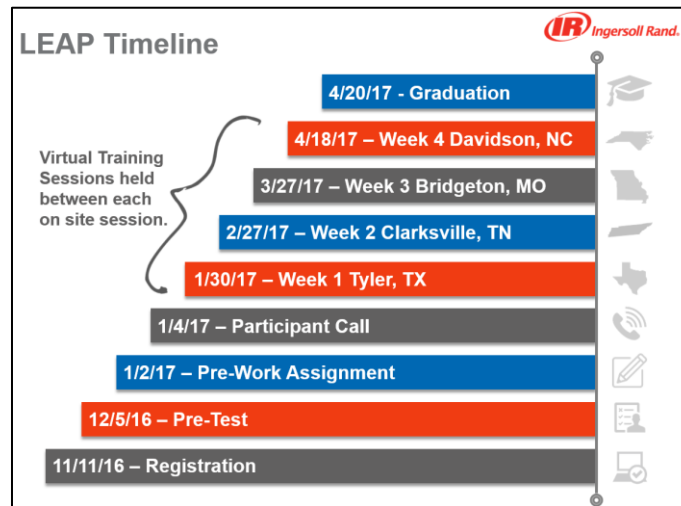 LEAP Timeline
IR Ingersoll Rand.
4/20/17 - Graduation
4/18/17 – Week 4 Davidson, NC
Virtual Training
Sessions held
between each
on site session.
3/27/17 – Week 3 Bridgeton, MO
2/27/17 – Week 2 Clarksville, TN
1/30/17 – Week 1 Tyler, TX
1/4/17 – Participant Call
1/2/17 – Pre-Work Assignment
12/5/16 – Pre-Test
11/11/16 – Registration